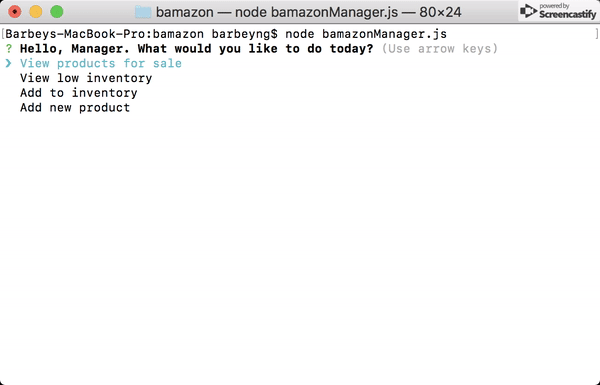 bamazon — node bamazonManager.js — 80×24
powered by
Screencastify
[Barbeys-MacBook-Pro:bamazon barbeyng$ node bamazonManager.js ]
? Hello, Manager. What would you like to do today? (Use arrow keys)
❯ View products for sale
View low inventory
Add to inventory
Add new product